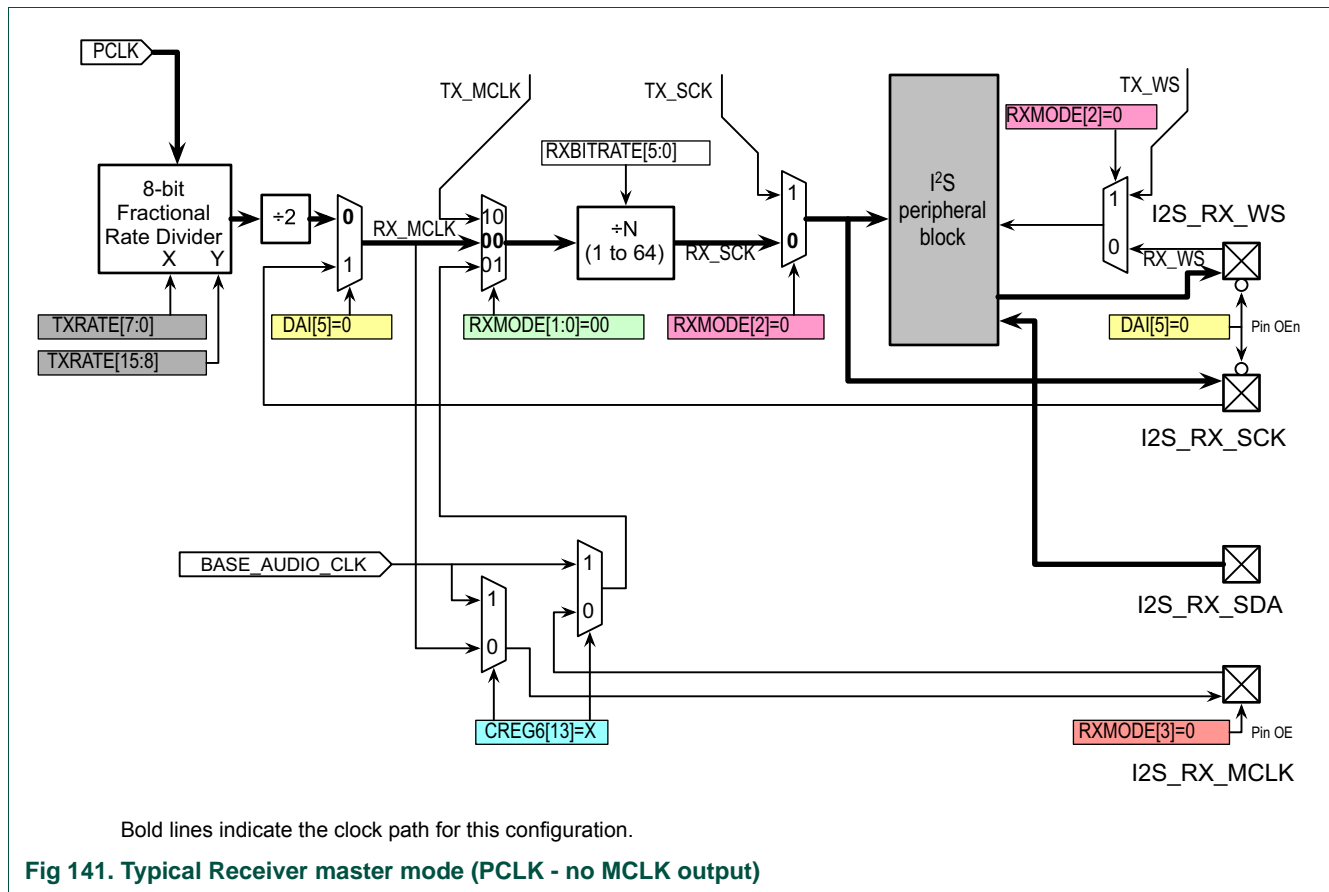 PCLK
TX_MCLK
TX_SCK
TX_WS
RXMODE[2]=0
RXBITRATE[5:0]
8-bit
Fractional
Rate Divider
X Y
÷2
0
1
RX_MCLK
10
00
01
÷N
(1 to 64)
RX_SCK
1
0
I²S
peripheral
block
1
0
I2S_RX_WS
RX_WS
TXRATE[7:0]
TXRATE[15:8]
DAI[5]=0
RXMODE[1:0]=00
RXMODE[2]=0
DAI[5]=0
Pin OEn
I2S_RX_SCK
BASE_AUDIO_CLK
1
0
1
0
I2S_RX_SDA
CREG6[13]=X
RXMODE[3]=0
Pin OE
I2S_RX_MCLK
Bold lines indicate the clock path for this configuration.
Fig 141. Typical Receiver master mode (PCLK - no MCLK output)